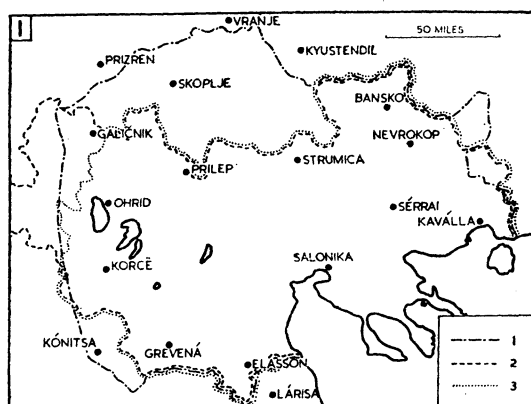 1
VRANJE
50 MILES
KYUSTENDIL
PRIZREN
SKOPLJE
BANSKO
GALIČNIK
NEVROKOP
STRUMICA
PRILEP
OHRID
SÉRRAI
KAVÁLLA
SALONIKA
KORCË
KÓNITSA
GREVENÁ
ELASSON
LÁRISA
1
2
3